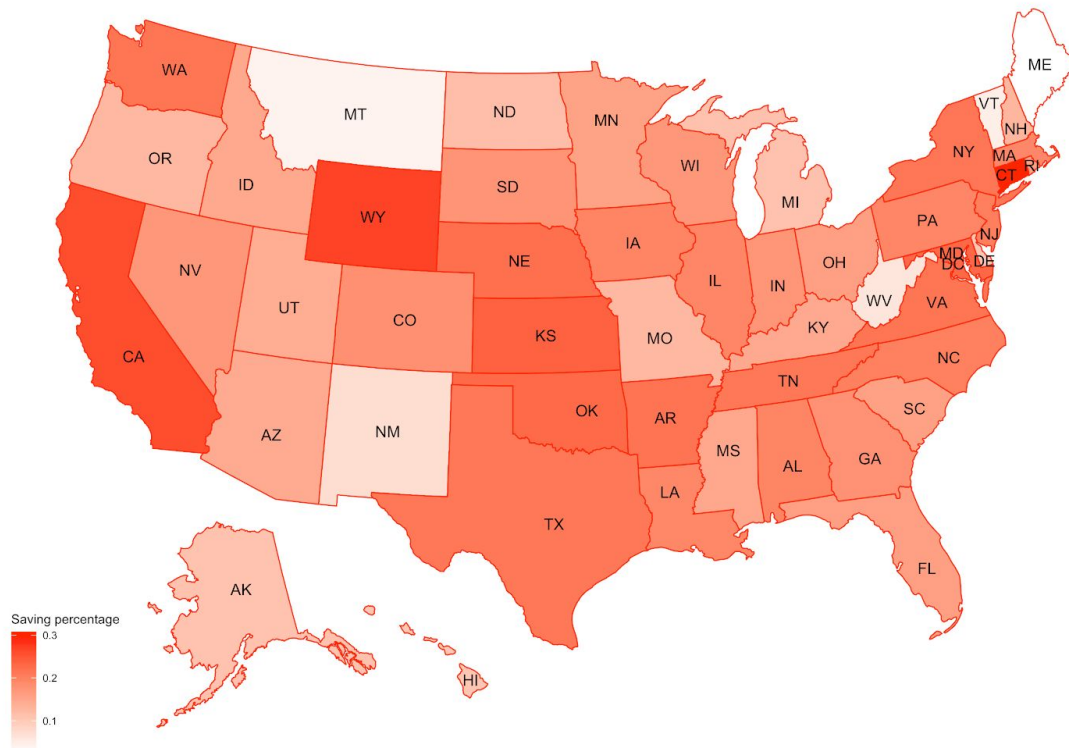 ME
WA
VT
MT
ND
NH
MN
OR
NY
MA
WI
RI
CT
ID
SD
MI
WY
PA
IA
NJ
NE
OH
MD
DE
DC
NV
IL
IN
UT
WV
VA
CO
KY
KS
MO
CA
NC
TN
OK
SC
AR
AZ
NM
MS
AL
GA
LA
TX
FL
AK
Saving percentage
0.3
HI
0.2
0.1